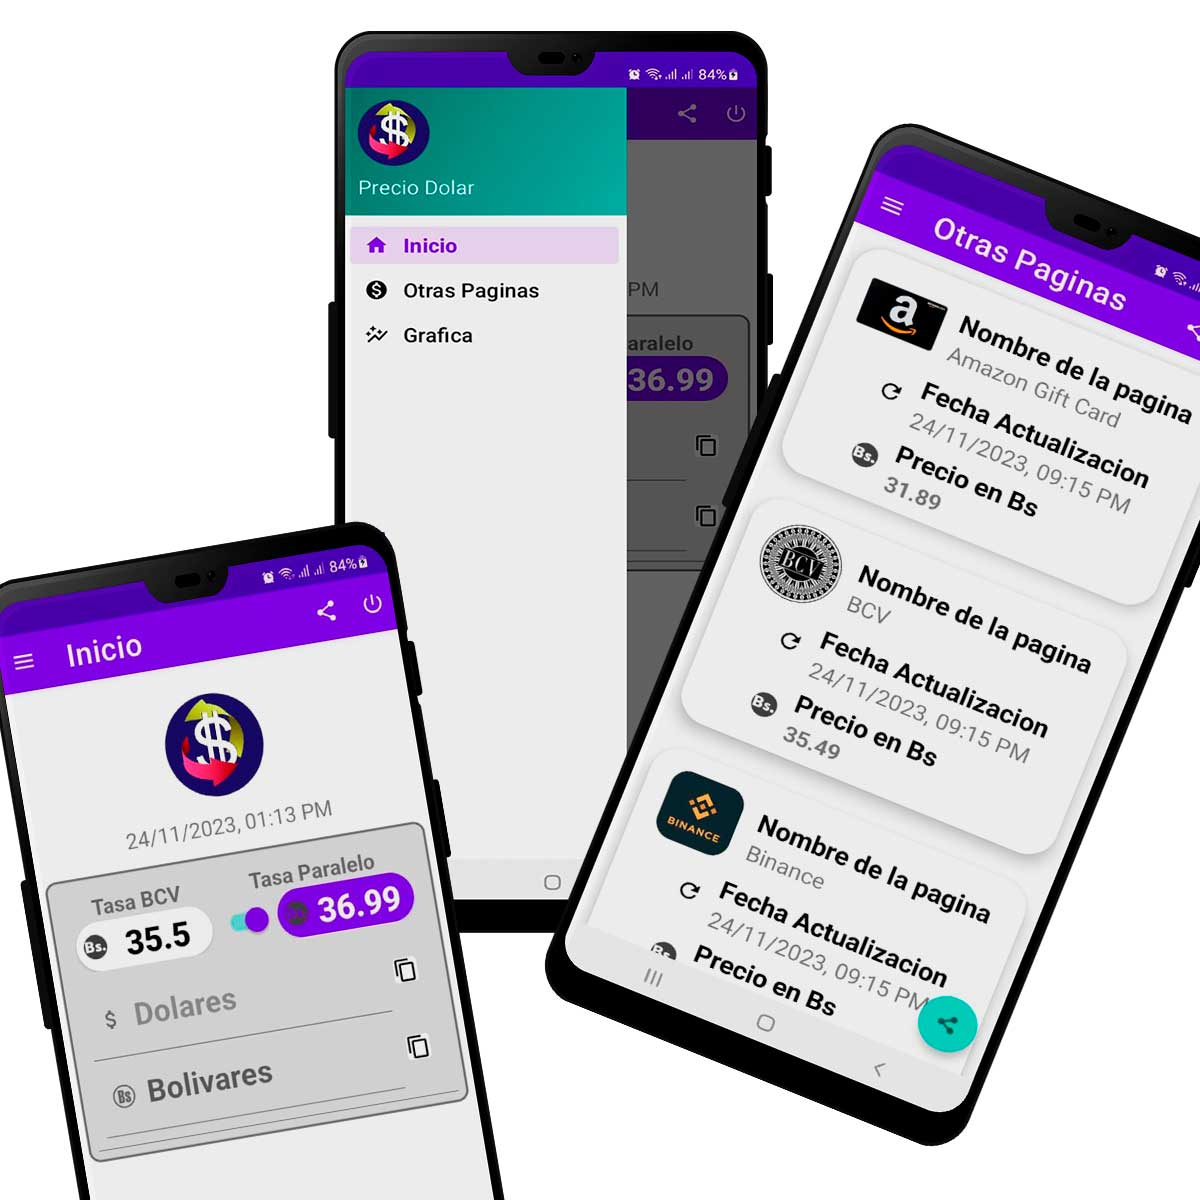 84%
Precio Dolar
Inicio
Otras Paginas
Grafica
PM
aralelo
36.99
84%
Inicio
$
24/11/2023, 01:13 PM
Tasa BCV
Tasa Paralelo
Bs. 35.5
36.99
$ Dolares
Bs Bolivares
Otras Paginas
a
Nombre de la pagina
Amazon Gift Card
Fecha Actualizacion
24/11/2023, 09:15 PM
Bs. Precio en Bs
31.89
BCV
Nombre de la pagina
BCV
Fecha Actualizacion
24/11/2023, 09:15 PM
Bs. Precio en Bs
35.49
BINANCE
Nombre de la pagina
Binance
Fecha Actualizacion
24/11/2023, 09:15 PM
Bs. Precio en Bs